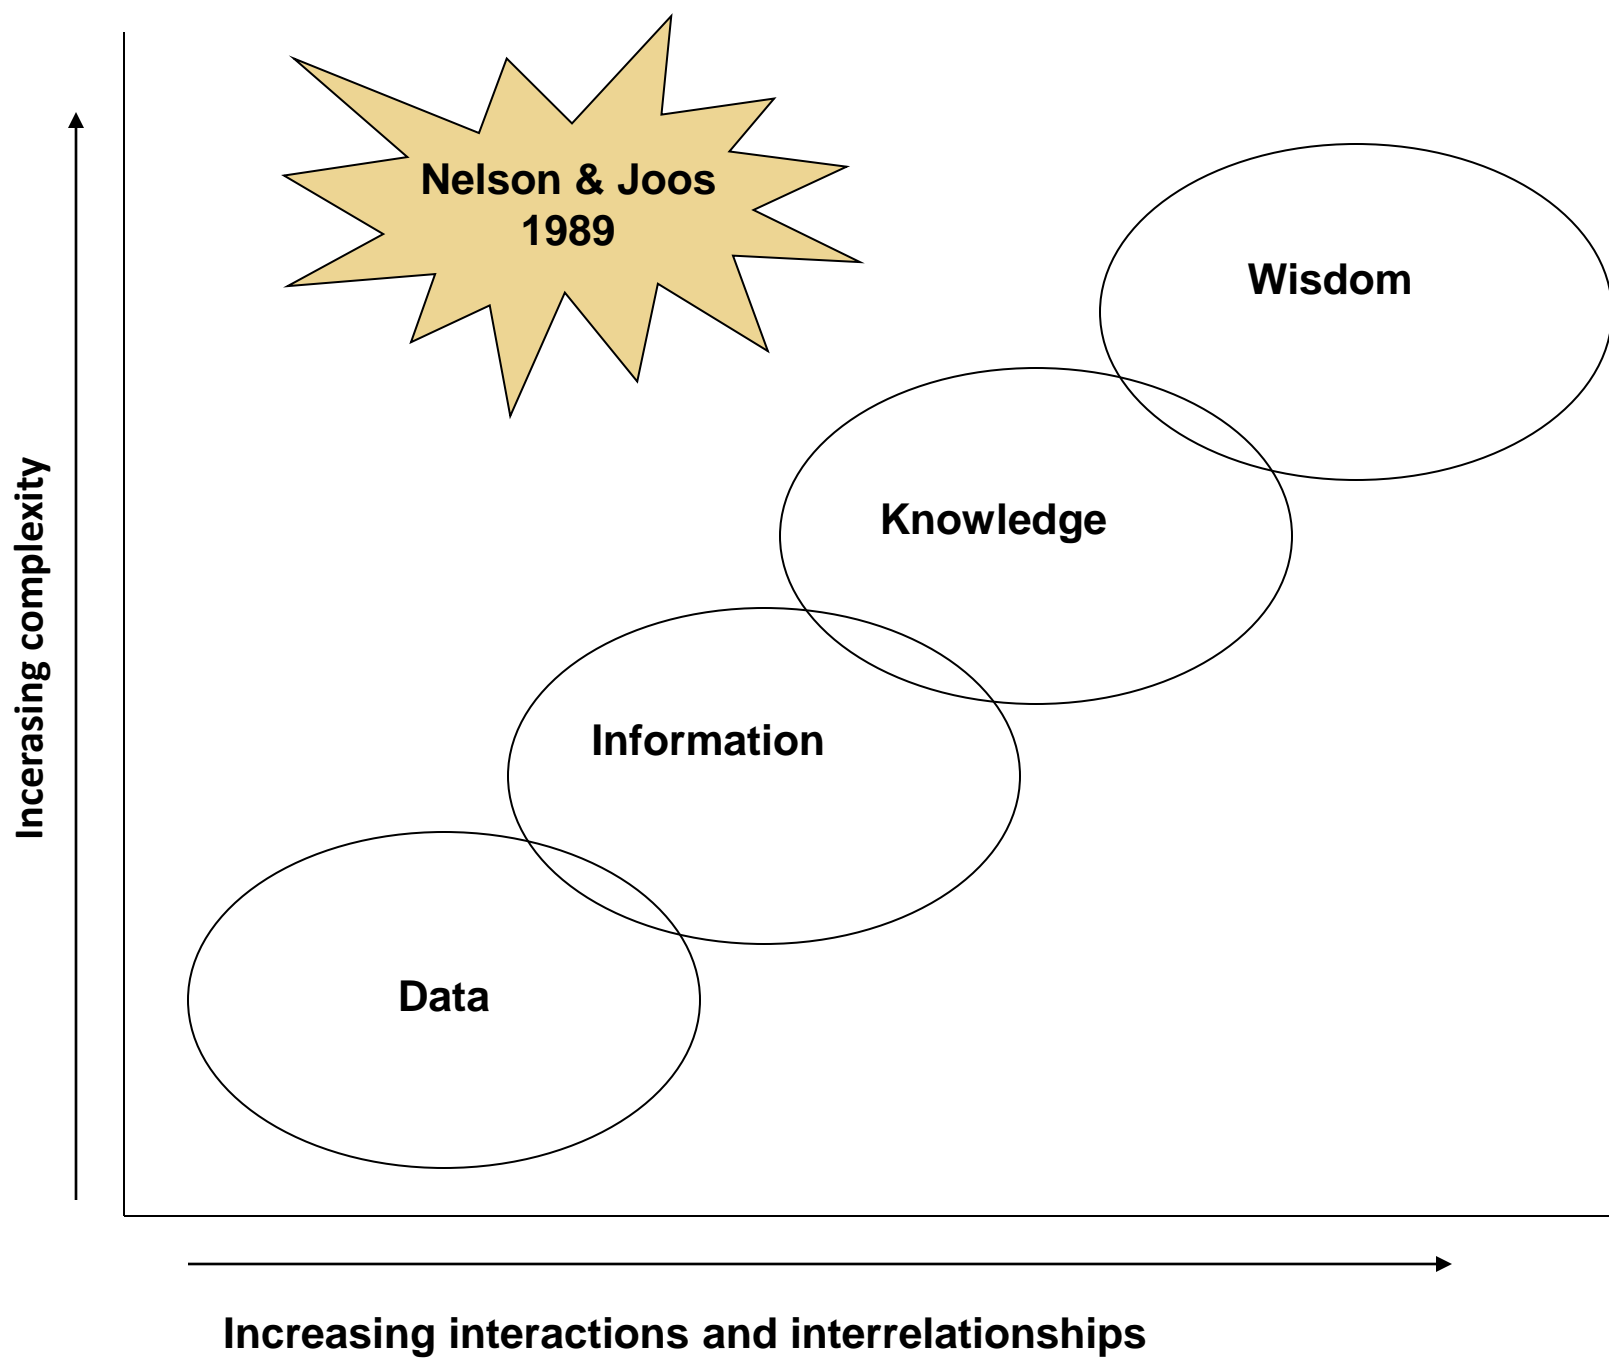 Nelson & Joos
1989
Wisdom
Knowledge
Information
Data
Incerasing complexity
Increasing interactions and interrelationships